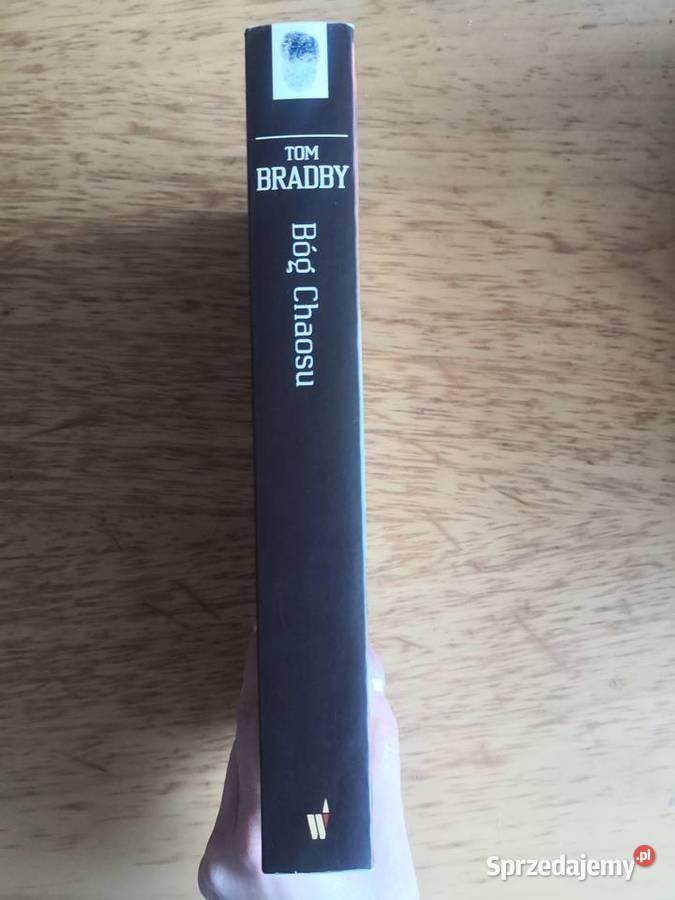 TOM
BRADBY
Bóg Chaosu
Sprzedajemy.pl